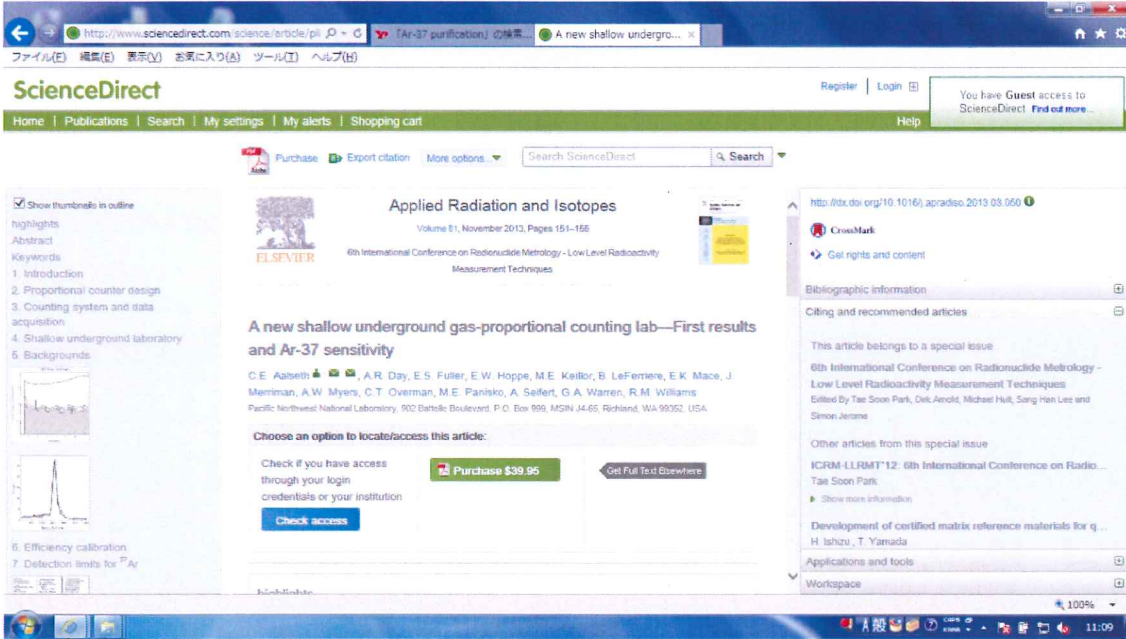 http://www.sciencedirect.com/science/article/pii
「Ar-37 purification」の検索...
A new shallow undergro...
ファイル(F) 編集(E) 表示(V) お気に入り(A) ツール(T) ヘルプ(H)
ScienceDirect
Register | Login
You have Guest access to
ScienceDirect Find out more...
Home | Publications | Search | My settings | My alerts | Shopping cart
Help
Purchase
Export citation
More options...
Search ScienceDirect
Search
Show thumbnails in outline
highlights
Abstract
Keywords
1. Introduction
2. Proportional counter design
3. Counting system and data
acquisition
4. Shallow underground laboratory
5. Backgrounds
6. Efficiency calibration
7. Detection limits for 37Ar
ELSEVIER
Applied Radiation and Isotopes
Volume 81, November 2013, Pages 151–155
6th International Conference on Radionuclide Metrology - Low Level Radioactivity
Measurement Techniques
A new shallow underground gas-proportional counting lab—First results
and Ar-37 sensitivity
C.E. Aalseth, A.R. Day, E.S. Fuller, E.W. Hoppe, M.E. Keillor, B. LeFerriere, E.K. Mace, J.
Merriman, A.W. Myers, C.T. Overman, M.E. Panisko, A. Seifert, G.A. Warren, R.M. Williams
Pacific Northwest National Laboratory, 902 Battelle Boulevard, P.O. Box 999, MSIN J4-65, Richland, WA 99352, USA
Choose an option to locate/access this article:
Check if you have access
through your login
credentials or your institution
Check access
Purchase $39.95
Get Full Text Elsewhere
highlights
http://dx.doi.org/10.1016/j.apradiso.2013.03.050
CrossMark
Get rights and content
Bibliographic information
Citing and recommended articles
This article belongs to a special issue
6th International Conference on Radionuclide Metrology -
Low Level Radioactivity Measurement Techniques
Edited By Tae Soon Park, Dirk Arnold, Michael Hult, Sang Han Lee and
Simon Jerome
Other articles from this special issue
ICRM-LLRMT'12: 6th International Conference on Radio...
Tae Soon Park
Show more information
Development of certified matrix reference materials for q...
H. Ishizu, T. Yamada
Applications and tools
Workspace
100%
A 般
CAPS
KANA
11:09